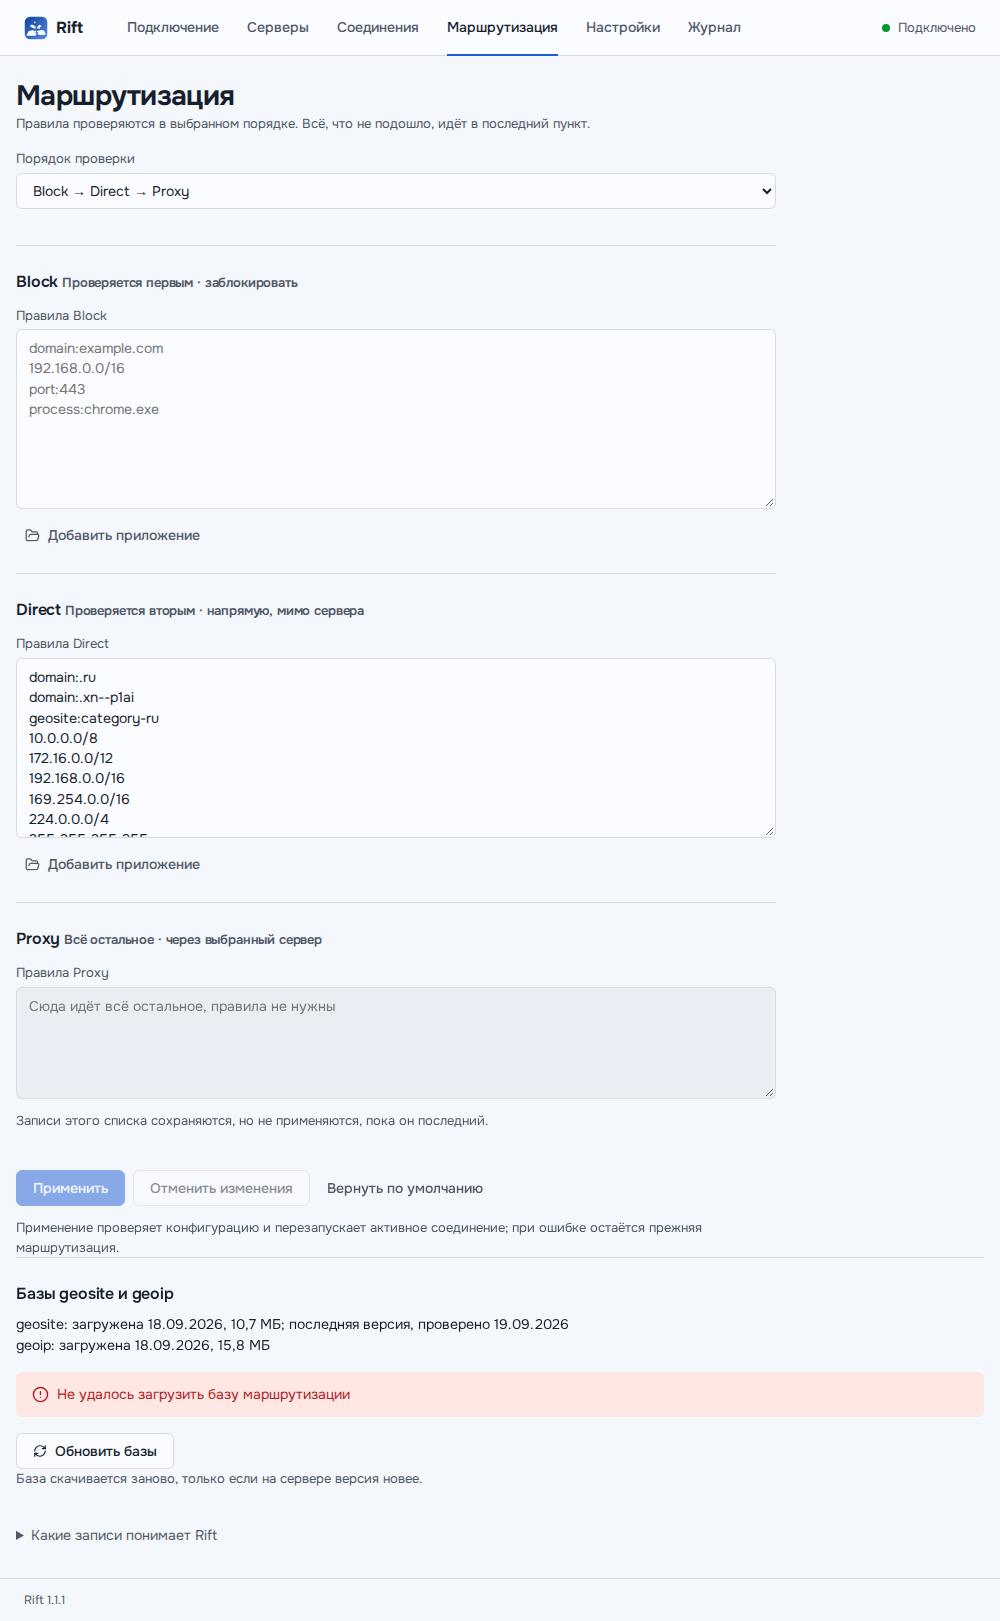 Rift
Подключение
Серверы
Соединения
Маршрутизация
Настройки
Журнал
Подключено
Маршрутизация
Правила проверяются в выбранном порядке. Всё, что не подошло, идёт в последний пункт.
Порядок проверки
Block → Direct → Proxy
Block Проверяется первым · заблокировать
Правила Block
domain:example.com
192.168.0.0/16
port:443
process:chrome.exe
Добавить приложение
Direct Проверяется вторым · напрямую, мимо сервера
Правила Direct
domain:.ru
domain:.xn--p1ai
geosite:category-ru
10.0.0.0/8
172.16.0.0/12
192.168.0.0/16
169.254.0.0/16
224.0.0.0/4
Добавить приложение
Proxy Всё остальное · через выбранный сервер
Правила Proxy
Сюда идёт всё остальное, правила не нужны
Записи этого списка сохраняются, но не применяются, пока он последний.
Применить
Отменить изменения
Вернуть по умолчанию
Применение проверяет конфигурацию и перезапускает активное соединение; при ошибке остаётся прежняя
маршрутизация.
Базы geosite и geoip
geosite: загружена 18.09.2026, 10,7 МБ; последняя версия, проверено 19.09.2026
geoip: загружена 18.09.2026, 15,8 МБ
Не удалось загрузить базу маршрутизации
Обновить базы
База скачивается заново, только если на сервере версия новее.
Какие записи понимает Rift
Rift 1.1.1